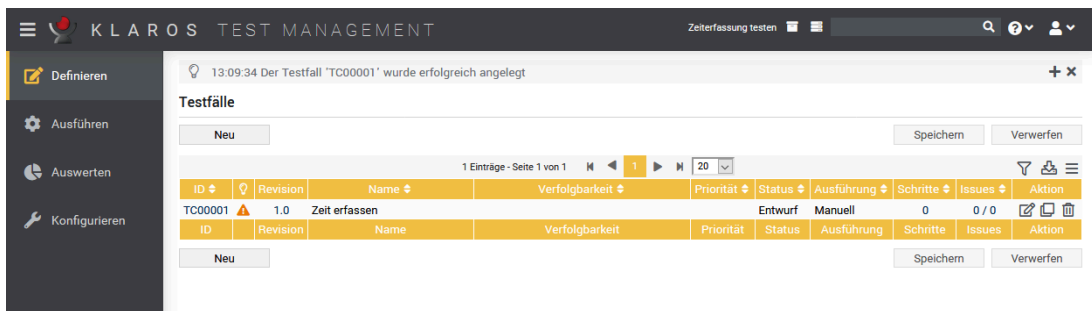 KLAROS TEST MANAGEMENT Zeiterfassung testen
Definieren
Ausführen
Auswerten
Konfigurieren
13:09:34 Der Testfall 'TC00001' wurde erfolgreich angelegt
Testfälle
Neu Speichern Verwerfen
1 Einträge - Seite 1 von 1 1 20
ID Revision Name Verfolgbarkeit Priorität Status Ausführung Schritte Issues Aktion
TC00001 1.0 Zeit erfassen Entwurf Manuell 0 0 / 0
ID Revision Name Verfolgbarkeit Priorität Status Ausführung Schritte Issues Aktion
Neu Speichern Verwerfen